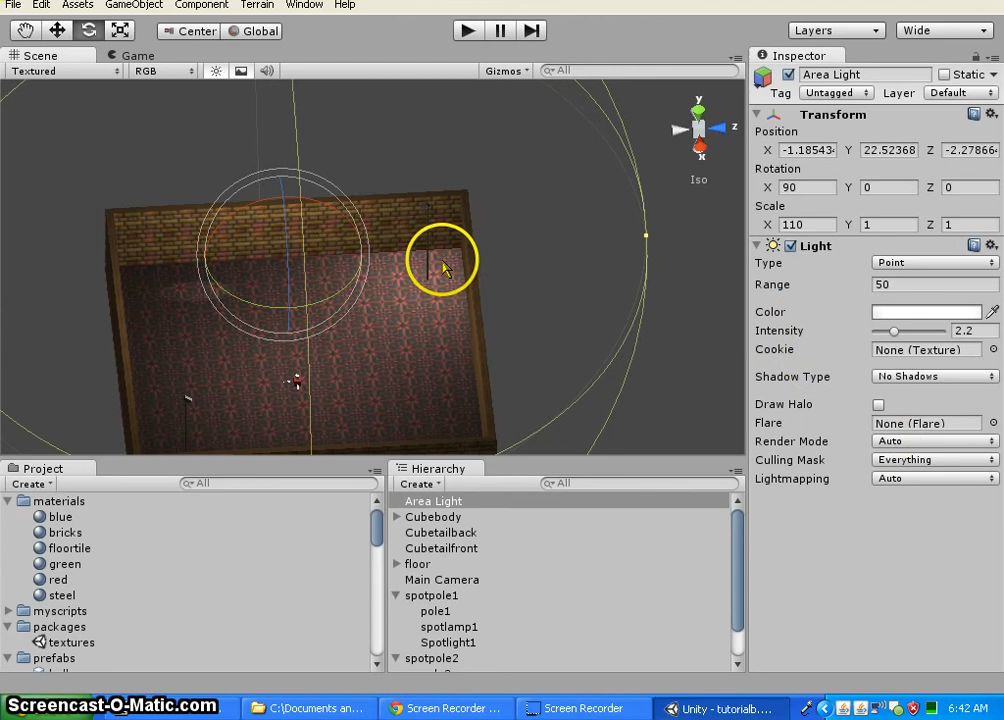 File Edit Assets GameObject Component Terrain Window Help
Center Global Layers Wide
Scene Game Inspector
Textured RGB Gizmos All
Area Light Static
Tag Untagged Layer Default
Transform
Position
X -1.1854 Y 22.52368 Z -2.27866
Rotation
X 90 Y 0 Z 0
Scale
X 110 Y 1 Z 1
y
z
x
Iso
Light
Type Point
Range 50
Color
Intensity 2.2
Cookie None (Texture)
Shadow Type No Shadows
Draw Halo
Flare None (Flare)
Render Mode Auto
Culling Mask Everything
Lightmapping Auto
Project
Create All
materials
blue
bricks
floortile
green
red
steel
myscripts
packages
textures
prefabs
Hierarchy
Create All
Area Light
Cubebody
Cubetailback
Cubetailfront
floor
Main Camera
spotpole1
pole1
spotlamp1
Spotlight1
spotpole2
Screencast-O-Matic.com
C:\Documents an... Screen Recorder ... Screen Recorder Unity - tutorialb... 6:42 AM